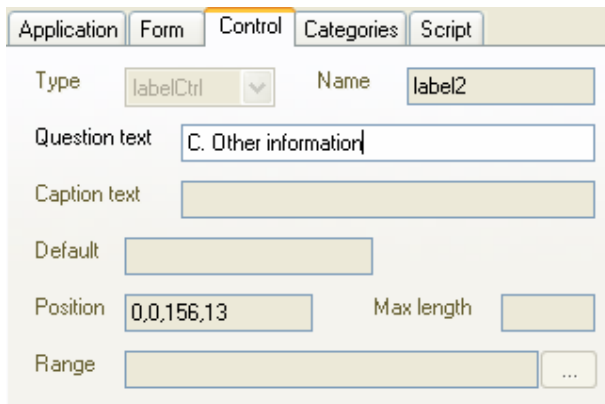 Application Form Control Categories Script
Type labelCtrl Name label2
Question text C. Other information
Caption text
Default
Position 0,0,156,13 Max length
Range ...